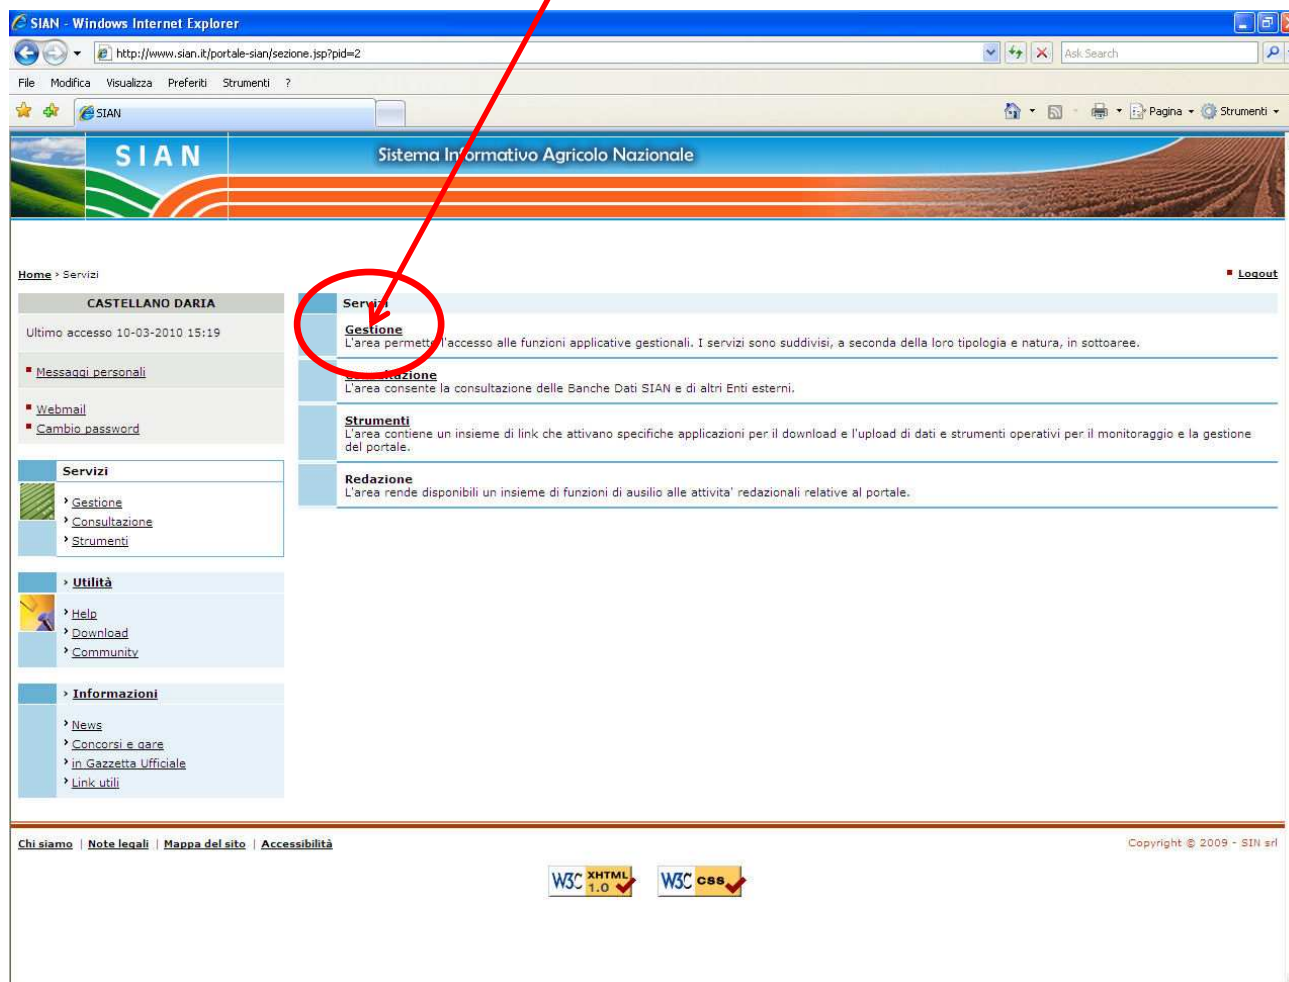 SIAN - Windows Internet Explorer
http://www.sian.it/portale-sian/sezione.jsp?pid=2
Ask Search
File Modifica Visualizza Preferiti Strumenti ?
SIAN
Pagina Strumenti
SIAN
Sistema Informativo Agricolo Nazionale
Home > Servizi
Logout
CASTELLANO DARIA
Ultimo accesso 10-03-2010 15:19
Messaggi personali
Webmail
Cambio password
Servizi
Gestione
Consultazione
Strumenti
› Utilità
Help
Download
Community
› Informazioni
News
Concorsi e gare
in Gazzetta Ufficiale
Link utili
Servizi
Gestione
L'area permette l'accesso alle funzioni applicative gestionali. I servizi sono suddivisi, a seconda della loro tipologia e natura, in sottoaree.
Consultazione
L'area consente la consultazione delle Banche Dati SIAN e di altri Enti esterni.
Strumenti
L'area contiene un insieme di link che attivano specifiche applicazioni per il download e l'upload di dati e strumenti operativi per il monitoraggio e la gestione
del portale.
Redazione
L'area rende disponibili un insieme di funzioni di ausilio alle attivita' redazionali relative al portale.
Chi siamo | Note legali | Mappa del sito | Accessibilità
Copyright © 2009 - SIN srl
W3C XHTML 1.0
W3C css